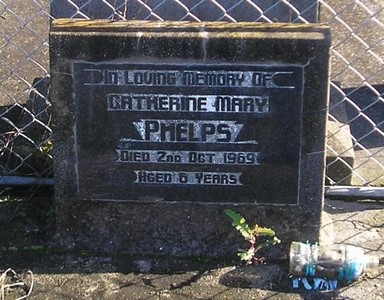 IN LOVING MEMORY OF
CATHERINE MARY
PHELPS
DIED 2ND OCT 1969
AGED 6 YEARS